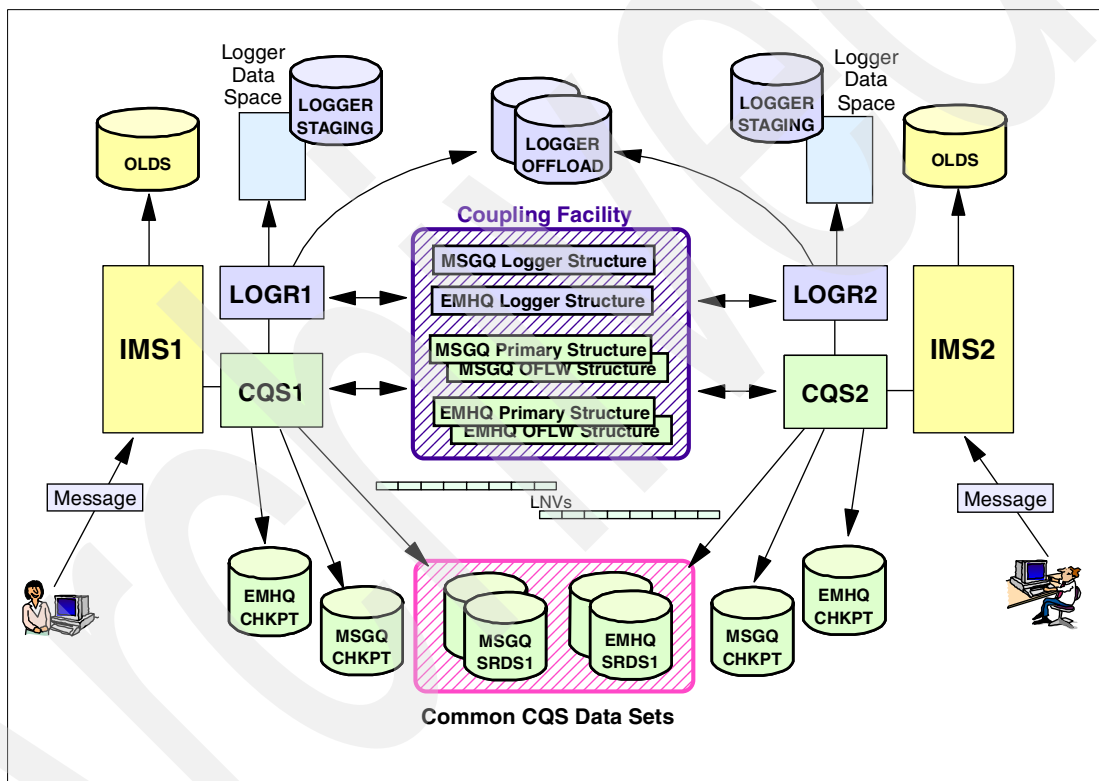 Logger
Data
Space
LOGGER
STAGING
OLDS
LOGGER
OFFLOAD
LOGGER
STAGING
Logger
Data
Space
OLDS
Coupling Facility
MSGQ Logger Structure
EMHQ Logger Structure
MSGQ Primary Structure
MSGQ OFLW Structure
EMHQ Primary Structure
EMHQ OFLW Structure
LOGR1
IMS1
CQS1
LOGR2
IMS2
CQS2
Message
Message
LNVs
EMHQ
CHKPT
MSGQ
CHKPT
MSGQ
SRDS1
EMHQ
SRDS1
MSGQ
CHKPT
EMHQ
CHKPT
Common CQS Data Sets